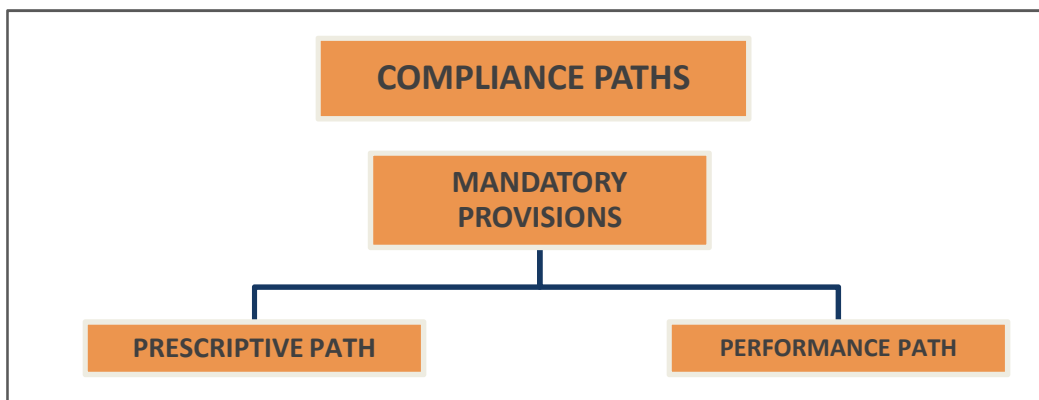 COMPLIANCE PATHS
MANDATORY
PROVISIONS
PRESCRIPTIVE PATH
PERFORMANCE PATH